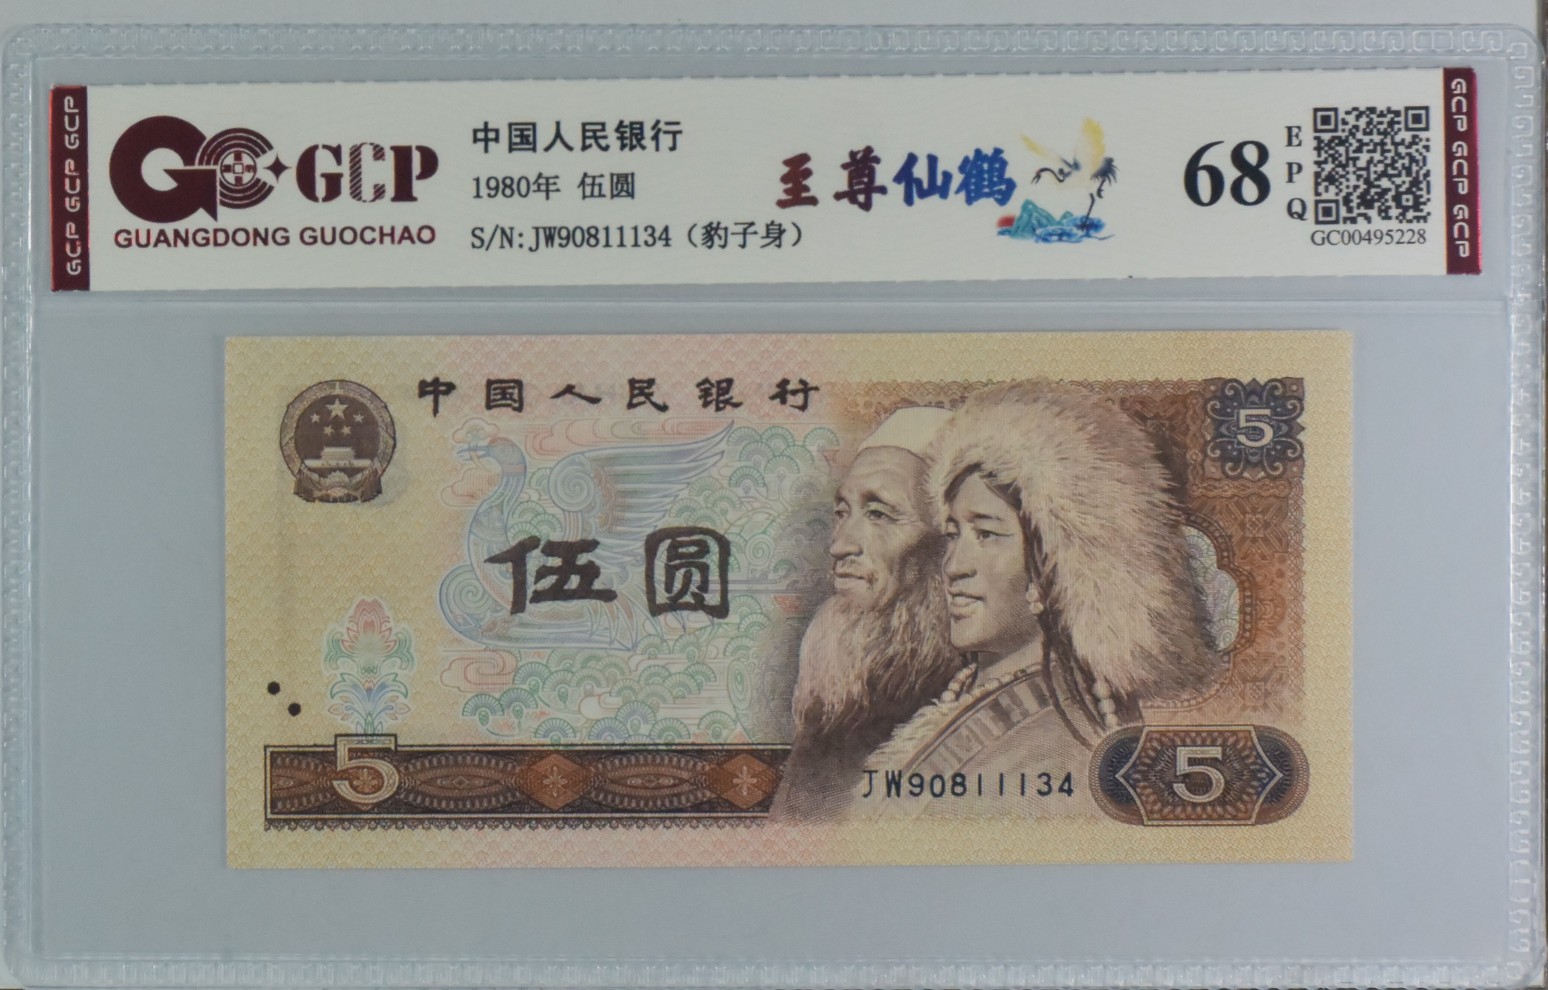 GCP GCP GCP
GCP
GUANGDONG GUOCHAO
中国人民银行
1980年 伍圆
S/N:JW90811134（豹子身）
至尊仙鹤
68
EPQ
GC00495228
GCP GCP GCP
中国人民银行
5
伍圆
5
JW90811134
5